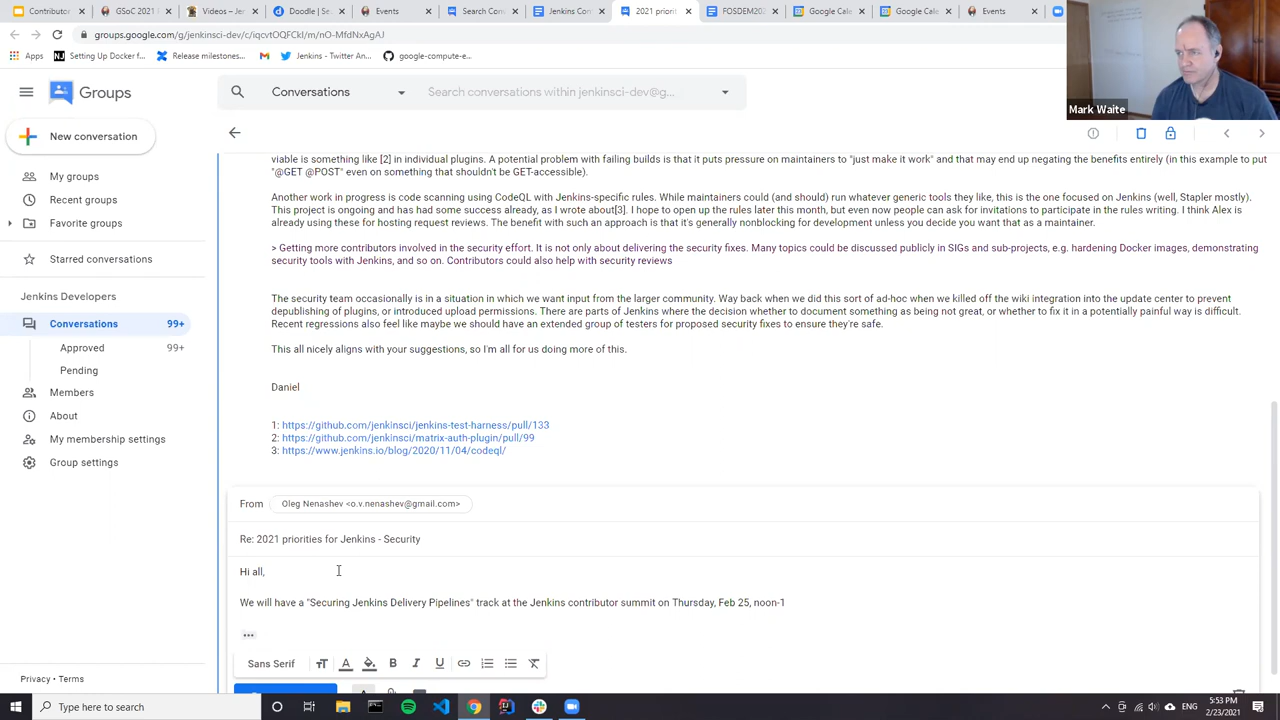 Contributor
GSoC 2021 F
Videos – Jer
Doodle | Se
Events
Search Con
Jenkins Con
2021 priorit
FOSDEM202
Google Cale
Google Cale
Events
groups.google.com/g/jenkinsci-dev/c/iqcvtOQFCkI/m/nO-MfdNxAgAJ
Apps
Setting Up Docker f...
Release milestones...
Jenkins - Twitter An...
google-compute-e...
Mark Waite
Groups
Conversations
Search conversations within jenkinsci-dev@g...
New conversation
My groups
Recent groups
Favorite groups
Starred conversations
Jenkins Developers
Conversations 99+
Approved 99+
Pending
Members
About
My membership settings
Group settings
Privacy • Terms
viable is something like [2] in individual plugins. A potential problem with failing builds is that it puts pressure on maintainers to "just make it work" and that may end up negating the benefits entirely (in this example to put
"@GET @POST" even on something that shouldn't be GET-accessible).
Another work in progress is code scanning using CodeQL with Jenkins-specific rules. While maintainers could (and should) run whatever generic tools they like, this is the one focused on Jenkins (well, Stapler mostly).
This project is ongoing and has had some success already, as I wrote about[3]. I hope to open up the rules later this month, but even now people can ask for invitations to participate in the rules writing. I think Alex is
already using these for hosting request reviews. The benefit with such an approach is that it's generally nonblocking for development unless you decide you want that as a maintainer.
> Getting more contributors involved in the security effort. It is not only about delivering the security fixes. Many topics could be discussed publicly in SIGs and sub-projects, e.g. hardening Docker images, demonstrating
security tools with Jenkins, and so on. Contributors could also help with security reviews
The security team occasionally is in a situation in which we want input from the larger community. Way back when we did this sort of ad-hoc when we killed off the wiki integration into the update center to prevent
depublishing of plugins, or introduced upload permissions. There are parts of Jenkins where the decision whether to document something as being not great, or whether to fix it in a potentially painful way is difficult.
Recent regressions also feel like maybe we should have an extended group of testers for proposed security fixes to ensure they're safe.
This all nicely aligns with your suggestions, so I'm all for us doing more of this.
Daniel
1: https://github.com/jenkinsci/jenkins-test-harness/pull/133
2: https://github.com/jenkinsci/matrix-auth-plugin/pull/99
3: https://www.jenkins.io/blog/2020/11/04/codeql/
From Oleg Nenashev <o.v.nenashev@gmail.com>
Re: 2021 priorities for Jenkins - Security
Hi all,
We will have a "Securing Jenkins Delivery Pipelines" track at the Jenkins contributor summit on Thursday, Feb 25, noon-1
Sans Serif
Type here to search
ENG
5:53 PM
2/23/2021